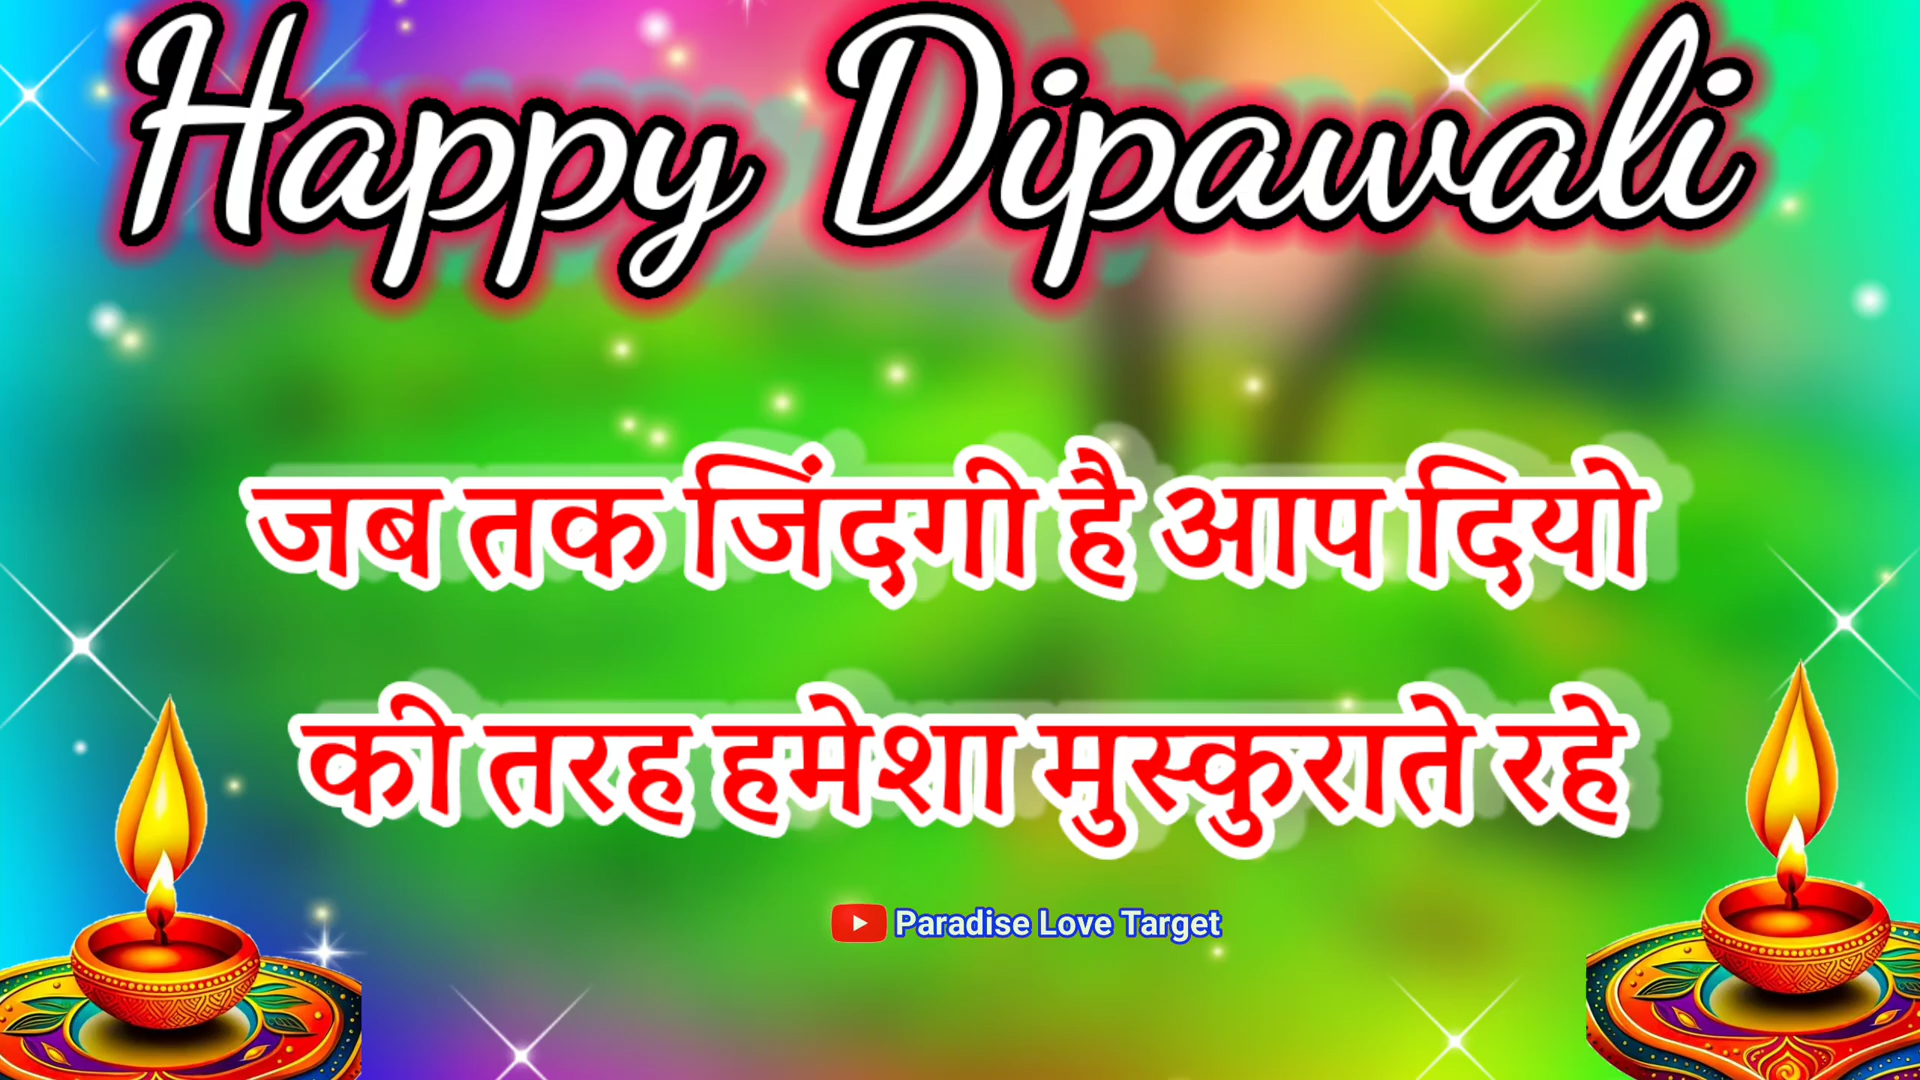 Happy Dipawali
जब तक जिंदगी है आप दियो
की तरह हमेशा मुस्कुराते रहे
Paradise Love Target